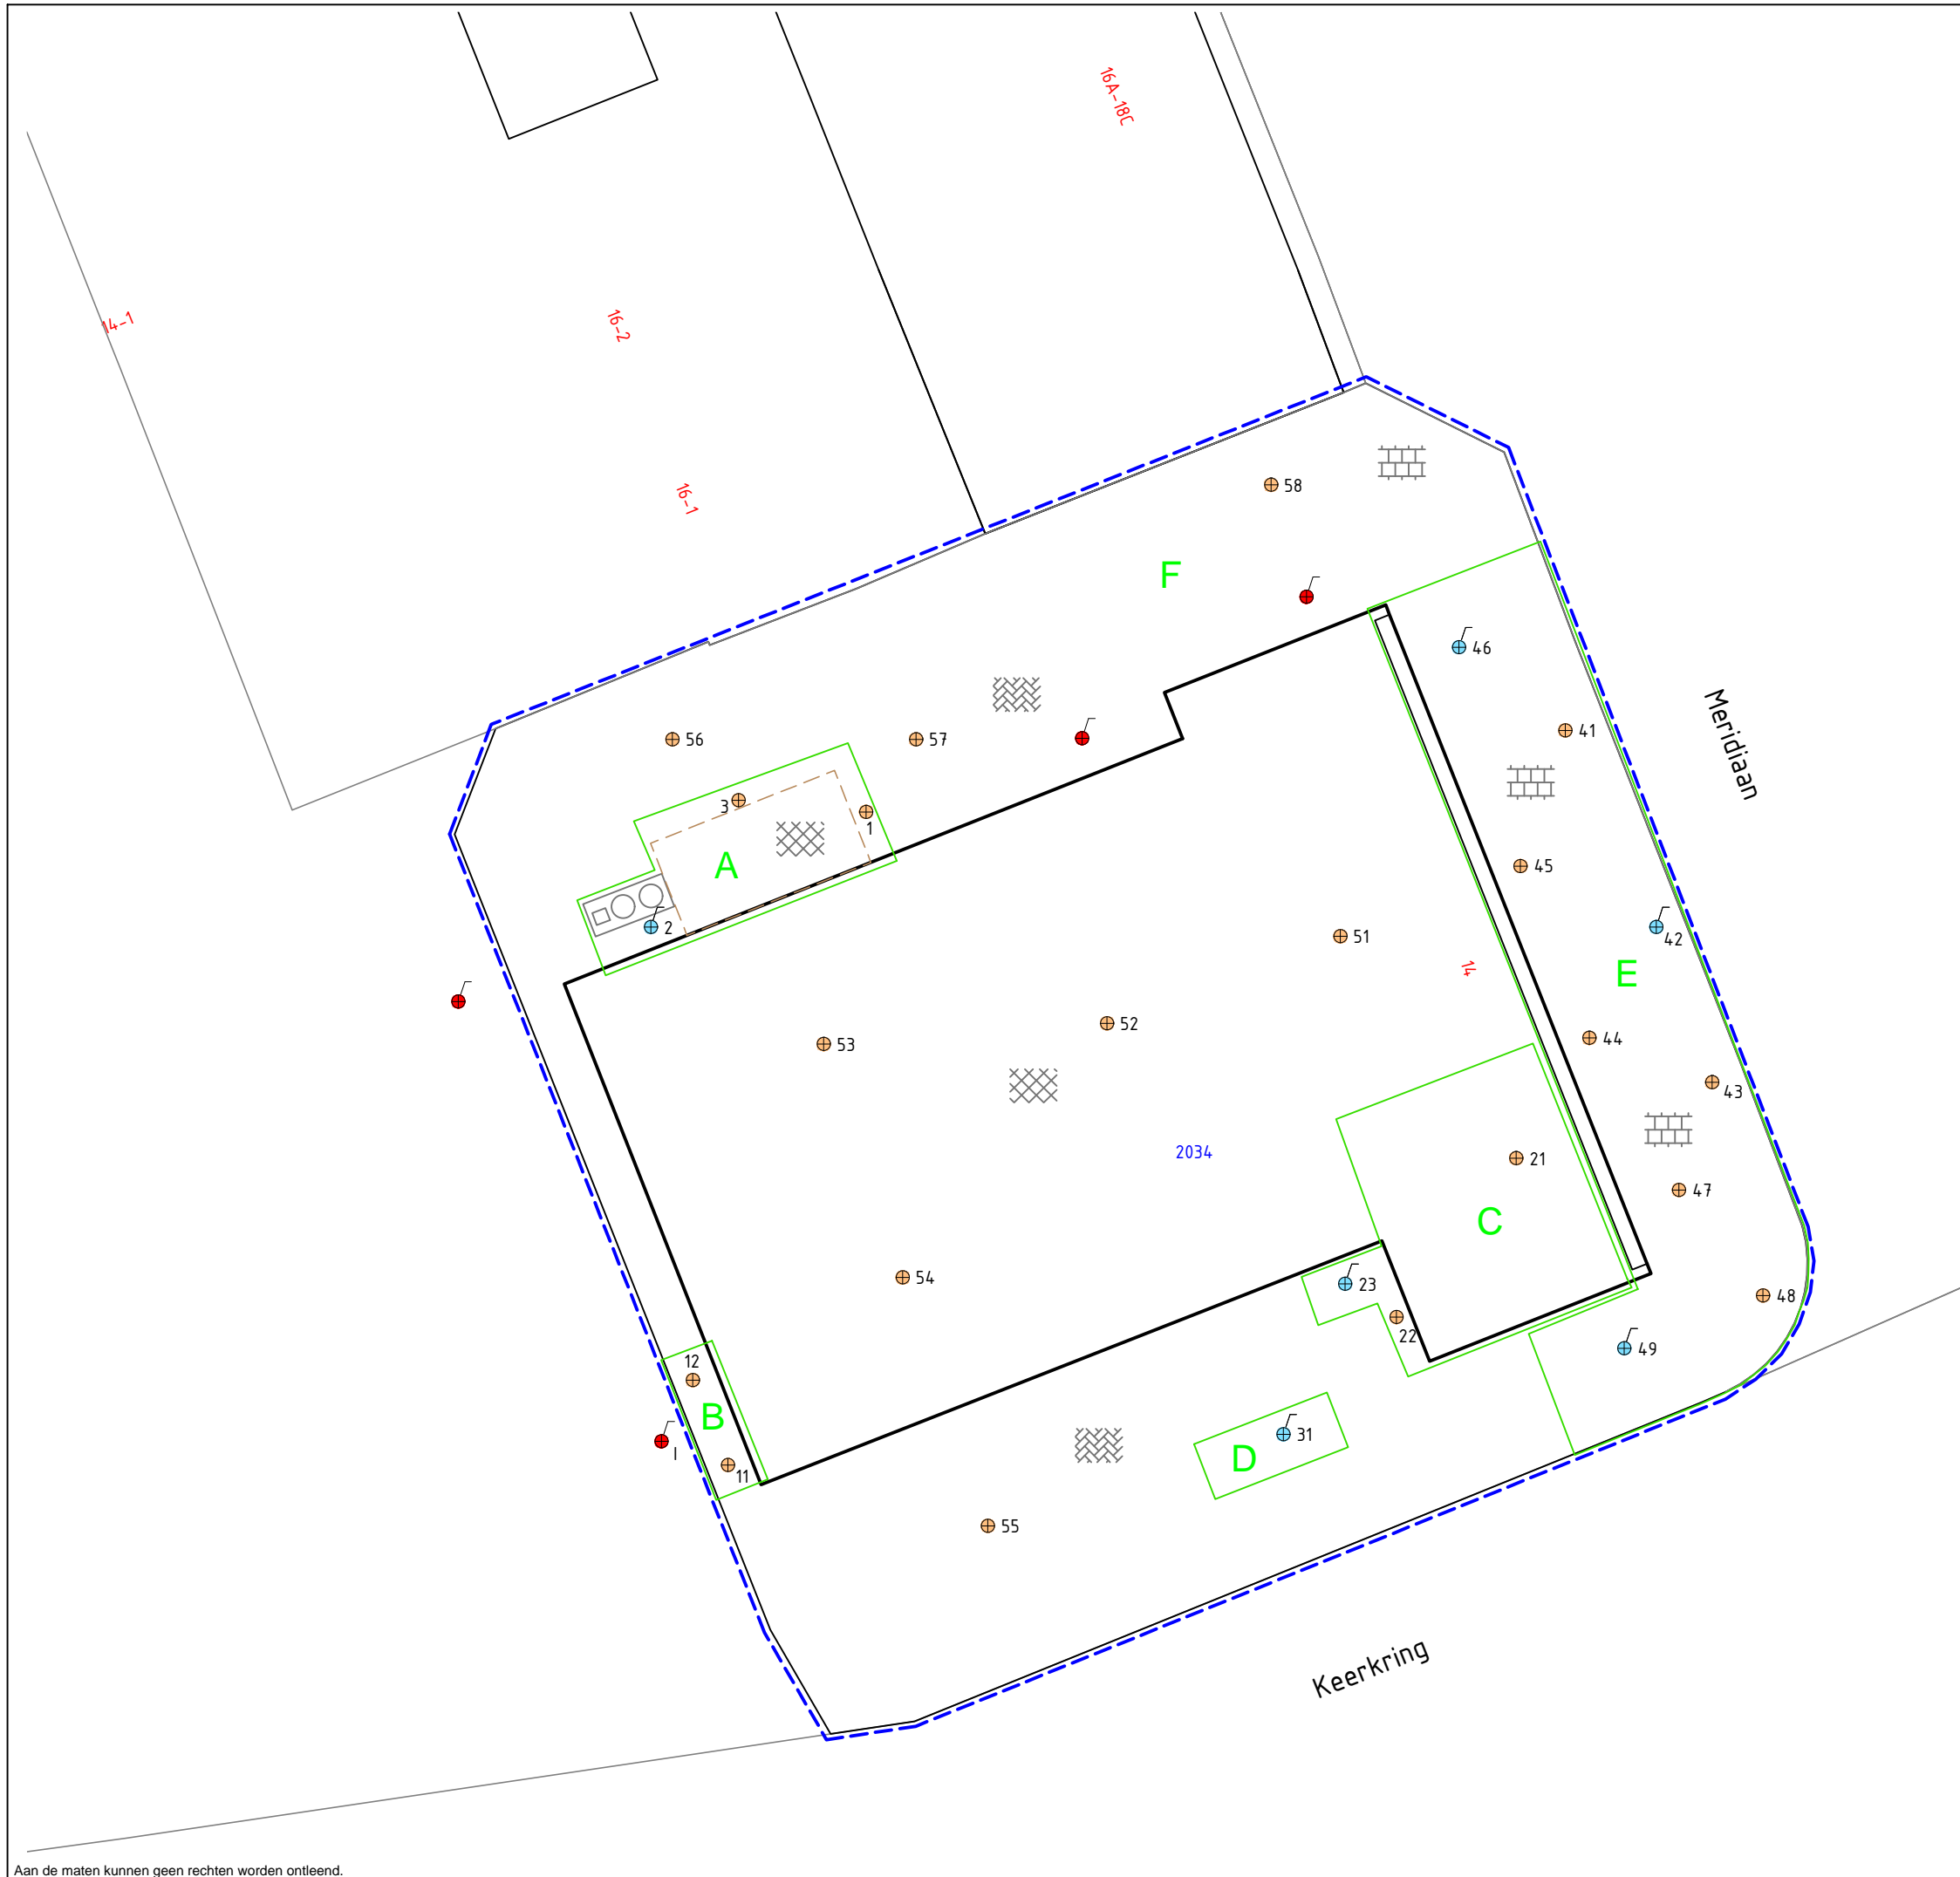 16A-18C
14-1
16-2
16-1
58
F
46
Meridiaan
41
56
57
3
1
A
45
2
51
42
E
14
52
53
44
43
2034
21
47
C
54
23
48
22
49
12
B
31
I
D
11
55
Keerkring
Aan de maten kunnen geen rechten worden ontleend.